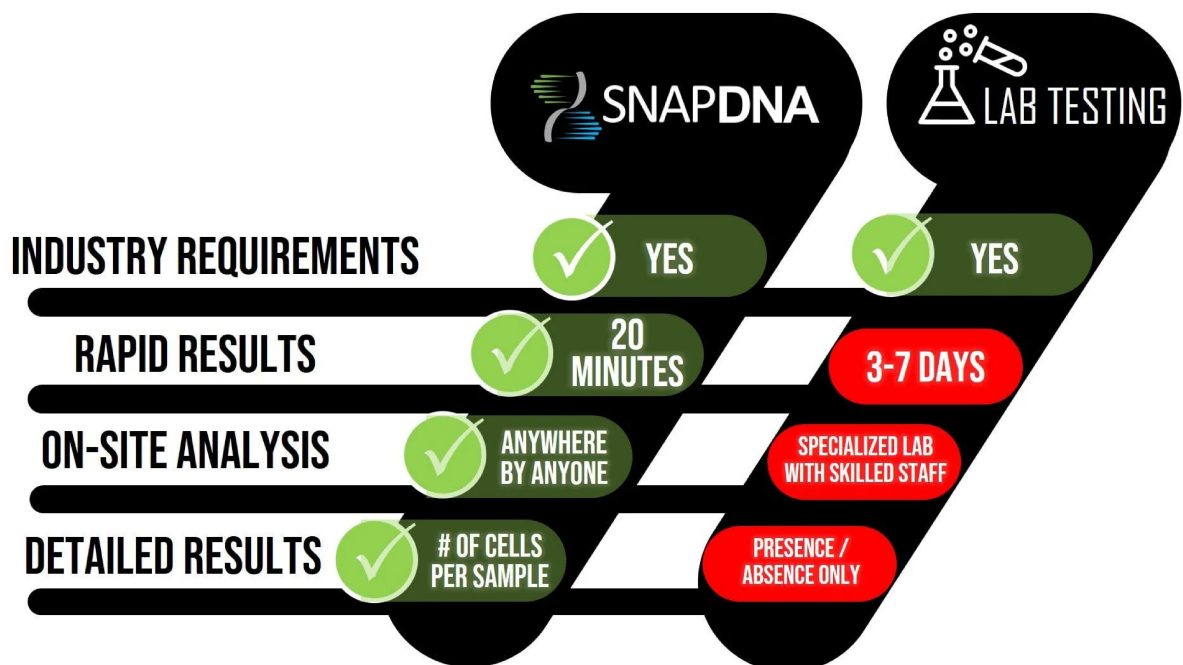 SNAPDNA
LAB TESTING
INDUSTRY REQUIREMENTS
YES
YES
RAPID RESULTS
20
MINUTES
3-7 DAYS
ON-SITE ANALYSIS
ANYWHERE
BY ANYONE
SPECIALIZED LAB
WITH SKILLED STAFF
DETAILED RESULTS
# OF CELLS
PER SAMPLE
PRESENCE /
ABSENCE ONLY